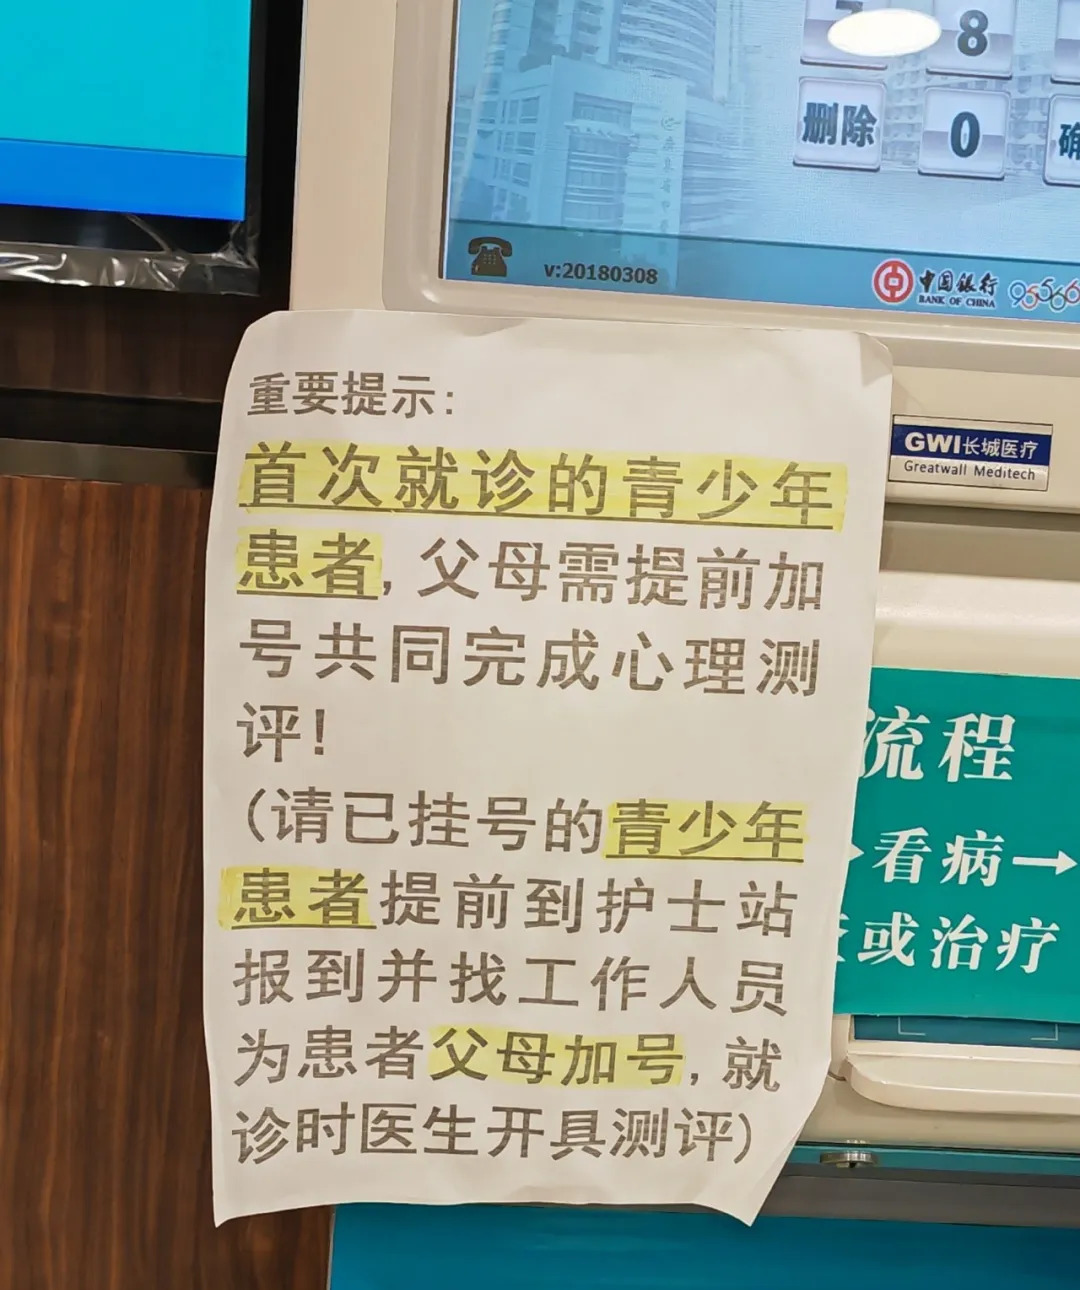 8
删除
0
v:20180308
中国银行
BANK OF CHINA
95566
GWI长城医疗
Greatwall Meditech
重要提示:
首次就诊的青少年
患者,父母需提前加
号共同完成心理测
评!
(请已挂号的青少年
患者提前到护士站
报到并找工作人员
为患者父母加号,就
诊时医生开具测评)
流程
看病→
或治疗